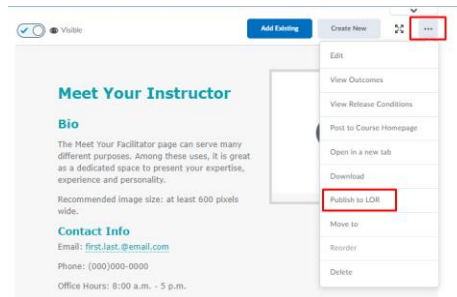 Visible
Add Existing
Create New
...
Edit
View Outcomes
View Release Conditions
Post to Course Homepage
Open in a new tab
Download
Publish to LOR
Move to
Reorder
Delete
Meet Your Instructor
Bio
The Meet Your Facilitator page can serve many
different purposes. Among these uses, it is great
as a dedicated space to present your expertise,
experience and personality.
Recommended image size: at least 600 pixels
wide.
Contact Info
Email: first.last.@email.com
Phone: (000)000-0000
Office Hours: 8:00 a.m. - 5 p.m.